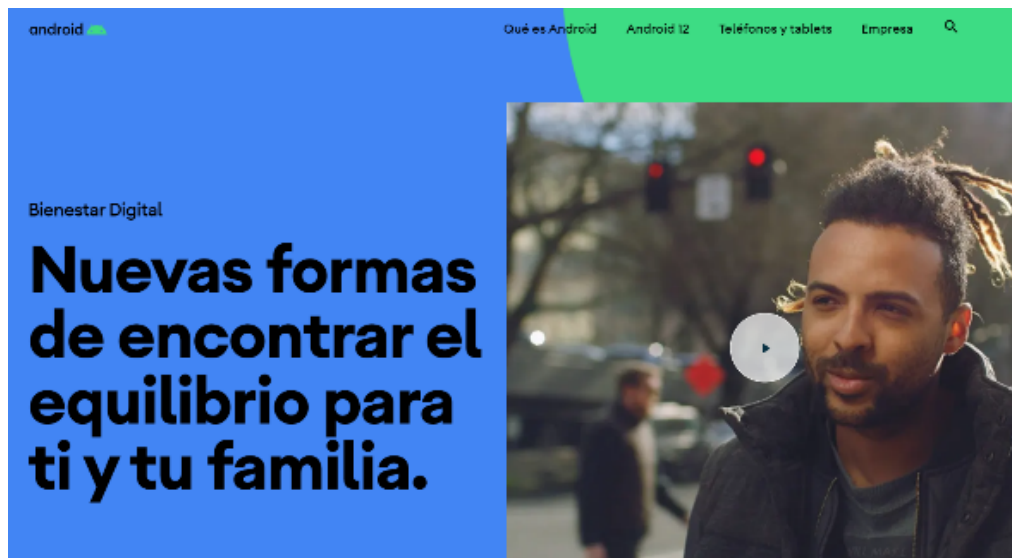 android
Qué es Android
Android 12
Teléfonos y tablets
Empresa
Bienestar Digital
Nuevas formas
de encontrar el
equilibrio para
ti y tu familia.